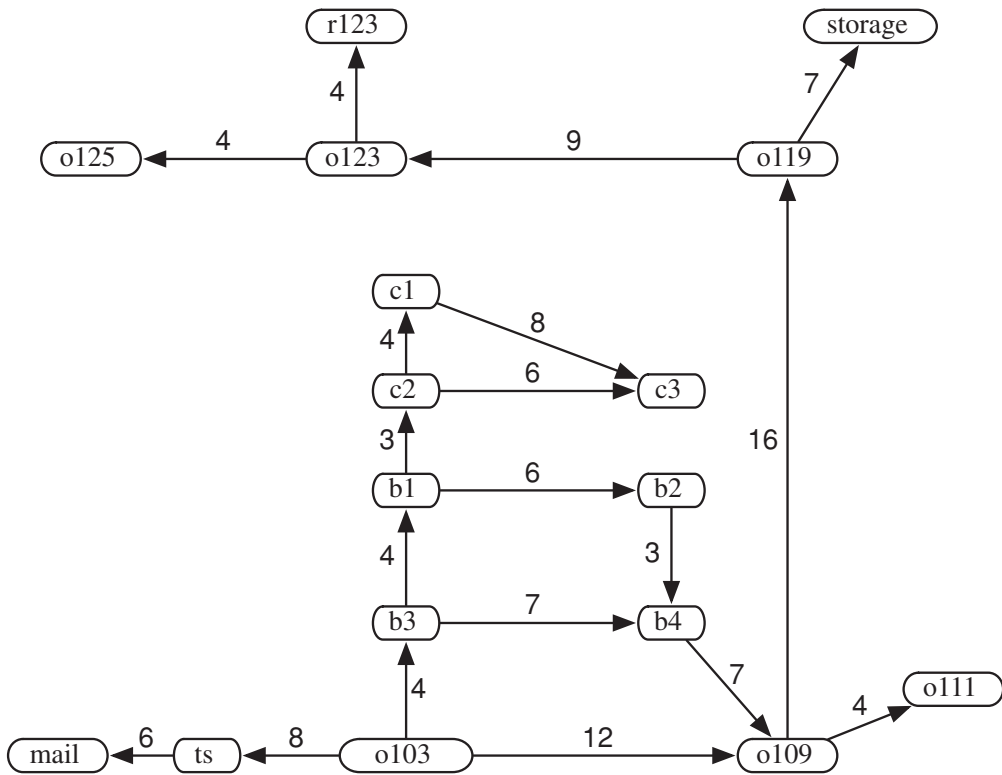 r123 storage
4 7
o125 4 o123 9 o119
c1
8
4
c2 6 c3
3 16
b1 6 b2
4 3
b3 7 b4
4 7 4 o111
mail 6 ts 8 o103 12 o109